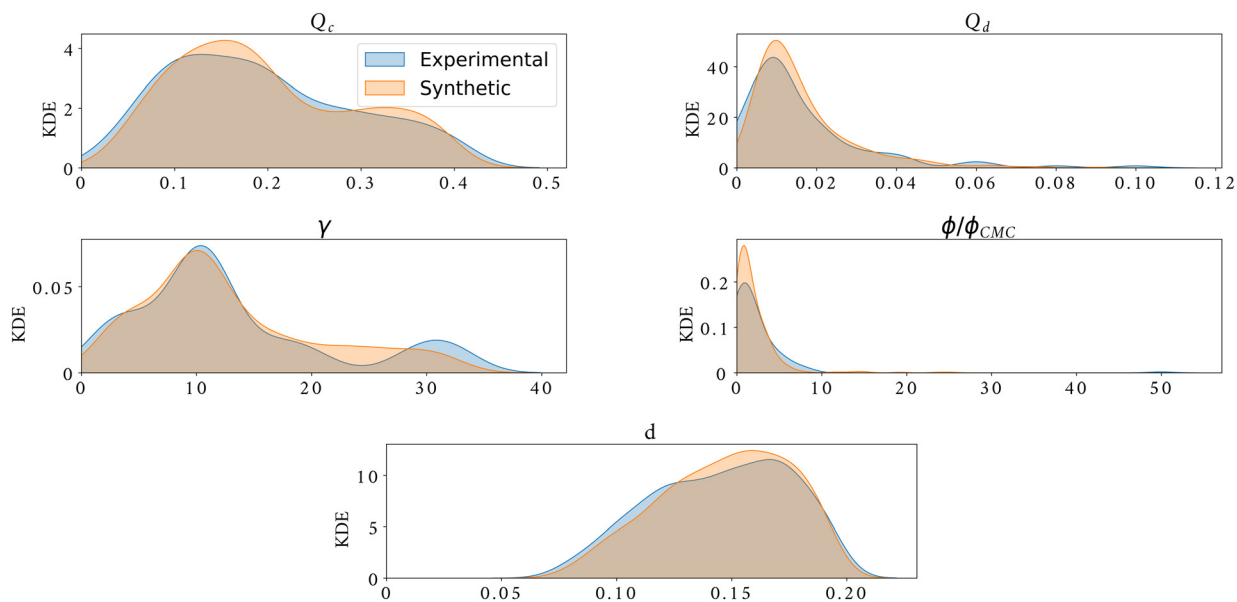 Q_c
KDE
4
2
0
0 0.1 0.2 0.3 0.4 0.5
Experimental
Synthetic
Q_d
KDE
40
20
0
0 0.02 0.04 0.06 0.08 0.10 0.12
γ
KDE
0.05
0
0 10 20 30 40
ϕ/ϕ_CMC
KDE
0.2
0.1
0
0 10 20 30 40 50
d
KDE
10
5
0
0 0.05 0.10 0.15 0.20